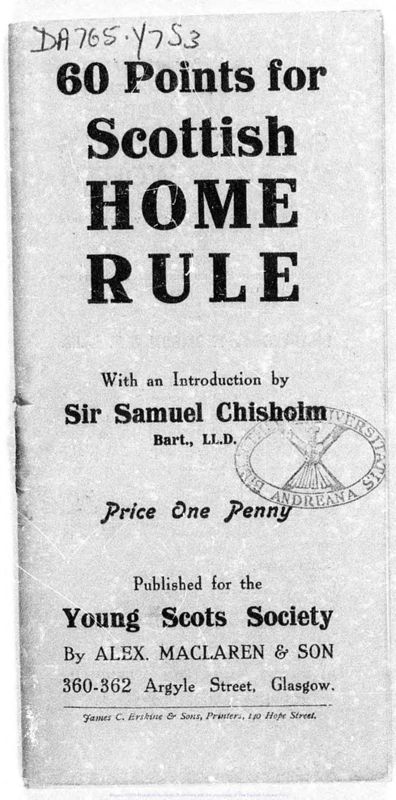 DA765.Y7S3
60 Points for
Scottish
HOME
RULE
With an Introduction by
Sir Samuel Chisholm
Bart., LL.D.
Price One Penny
ANDREANA
Published for the
Young Scots Society
By ALEX. MACLAREN & SON
360-362 Argyle Street, Glasgow.
James C. Erskine & Sons, Printers, 140 Hope Street.